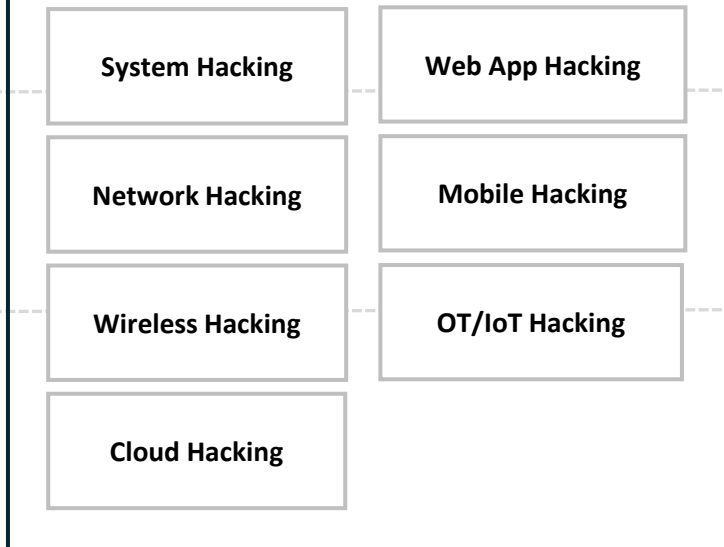 System Hacking
Web App Hacking
Network Hacking
Mobile Hacking
Wireless Hacking
OT/IoT Hacking
Cloud Hacking